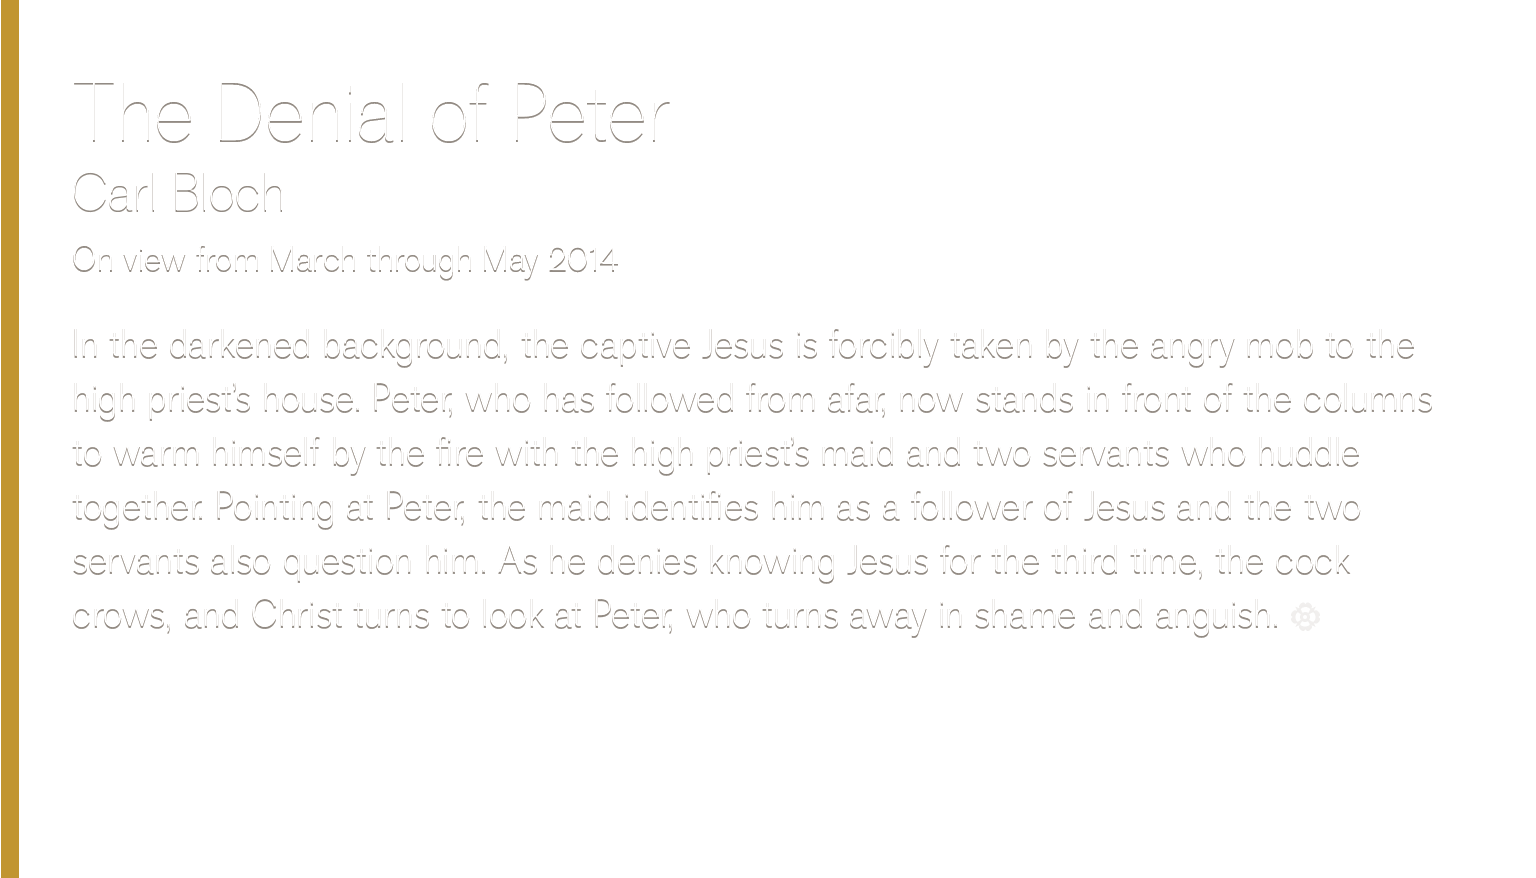 The Denial of Peter
Carl Bloch
On view from March through May 2014
In the darkened background, the captive Jesus is forcibly taken by the angry mob to the
high priest’s house. Peter, who has followed from afar, now stands in front of the columns
to warm himself by the fire with the high priest’s maid and two servants who huddle
together. Pointing at Peter, the maid identifies him as a follower of Jesus and the two
servants also question him. As he denies knowing Jesus for the third time, the cock
crows, and Christ turns to look at Peter, who turns away in shame and anguish.